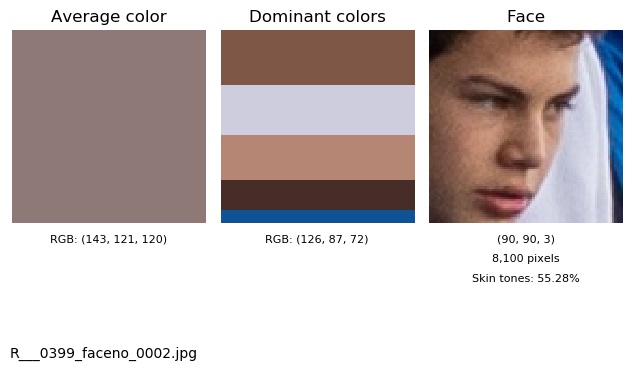 Average color
Dominant colors
Face
RGB: (143, 121, 120)
RGB: (126, 87, 72)
(90, 90, 3)
8,100 pixels
Skin tones: 55.28%
R___0399_faceno_0002.jpg